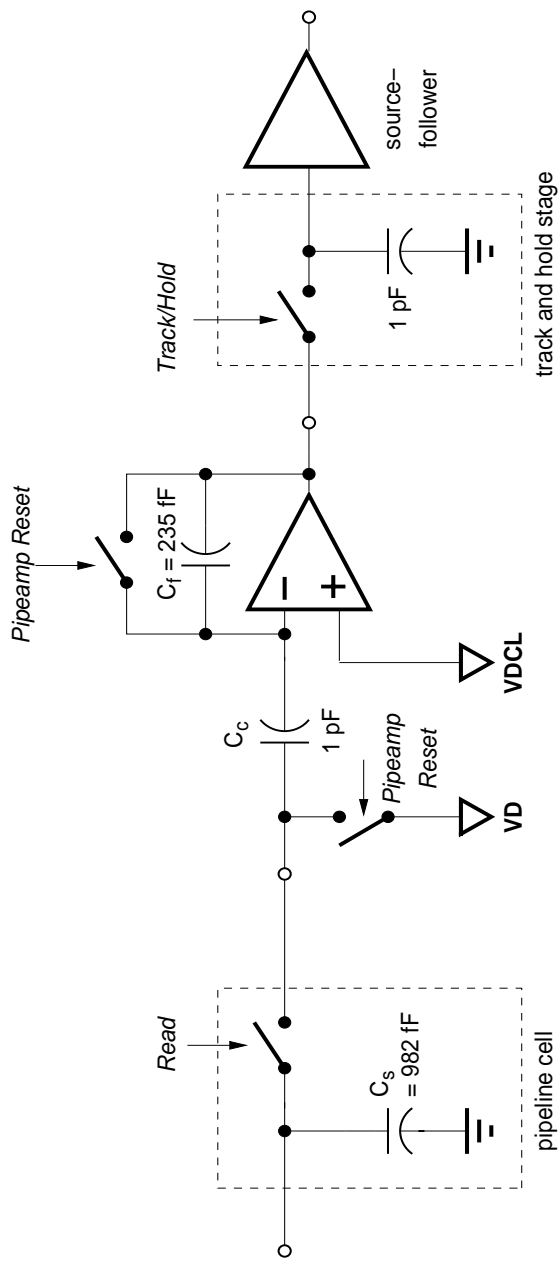 Read
C_s
= 982 fF
pipeline cell
VD
Pipeamp
Reset
C_c
1 pF
VDCL
Pipeamp Reset
C_f = 235 fF
−
+
Track/Hold
1 pF
track and hold stage
source−
follower